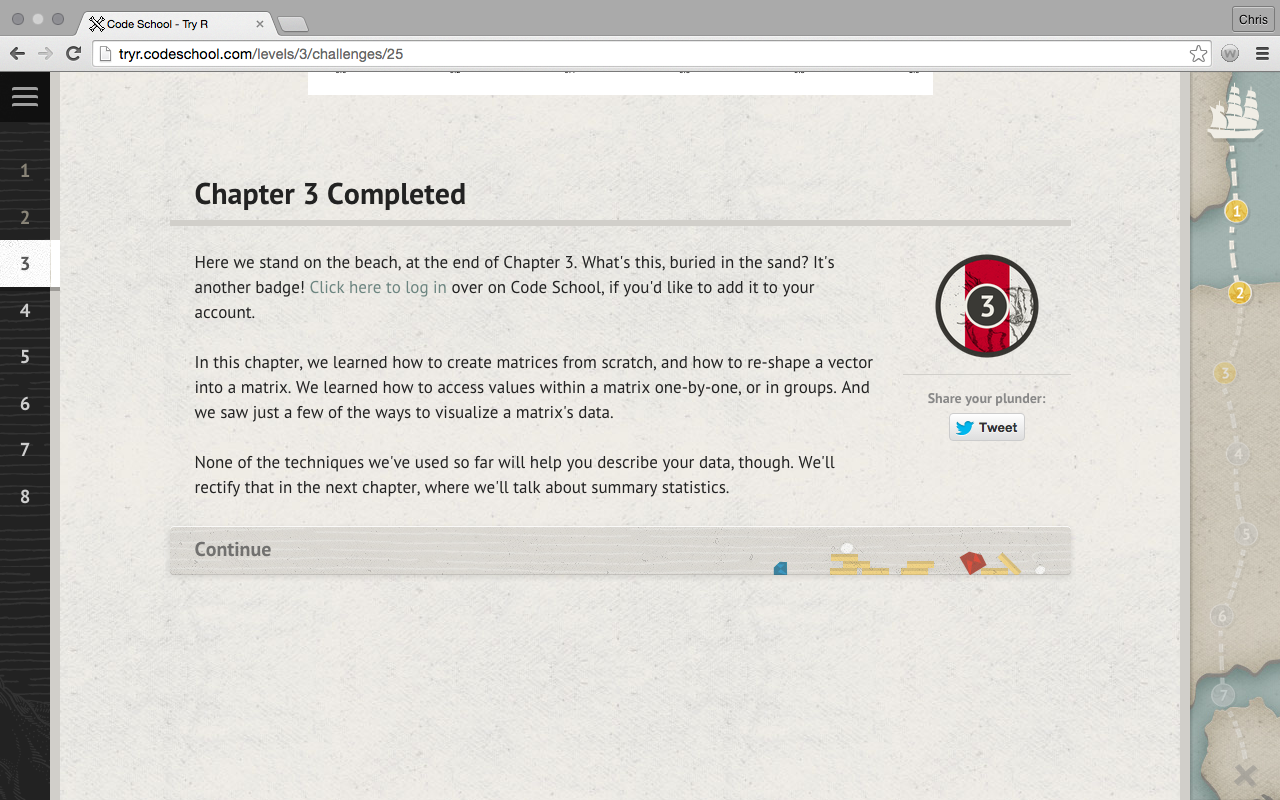 Code School - Try R
Chris
tryr.codeschool.com/levels/3/challenges/25
W
1
2
3
4
5
6
7
8
Chapter 3 Completed
Here we stand on the beach, at the end of Chapter 3. What's this, buried in the sand? It's
another badge! Click here to log in over on Code School, if you'd like to add it to your
account.
In this chapter, we learned how to create matrices from scratch, and how to re-shape a vector
into a matrix. We learned how to access values within a matrix one-by-one, or in groups. And
we saw just a few of the ways to visualize a matrix's data.
None of the techniques we've used so far will help you describe your data, though. We'll
rectify that in the next chapter, where we'll talk about summary statistics.
3
Share your plunder:
Tweet
Continue
1
2
3
4
5
6
7